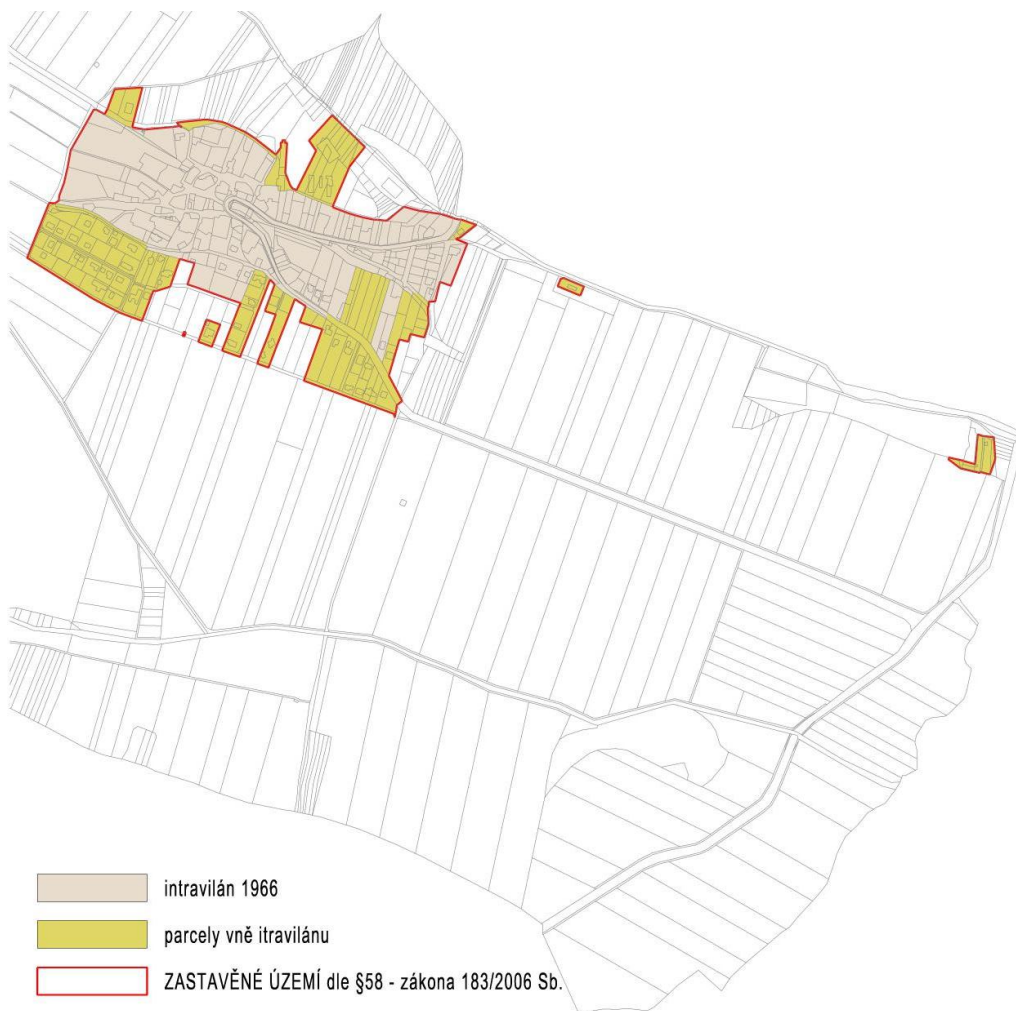 intravilán 1966
parcely vně itravilánu
ZASTAVĚNÉ ÚZEMÍ dle §58 - zákona 183/2006 Sb.